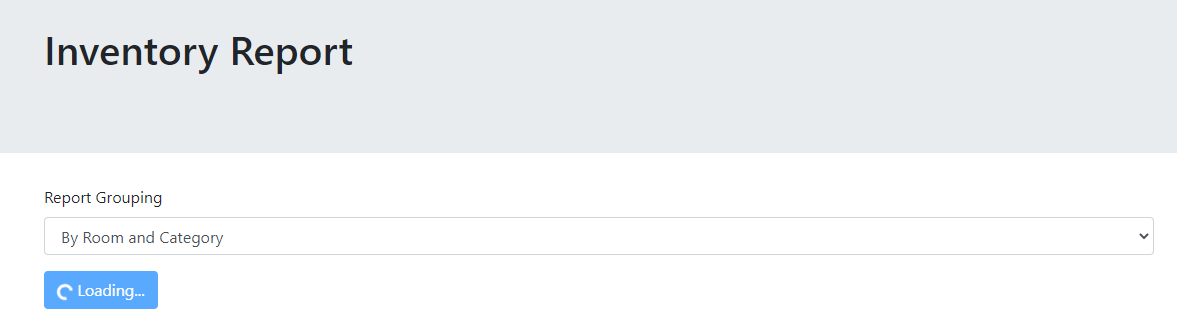 Inventory Report
Report Grouping
By Room and Category
Loading...